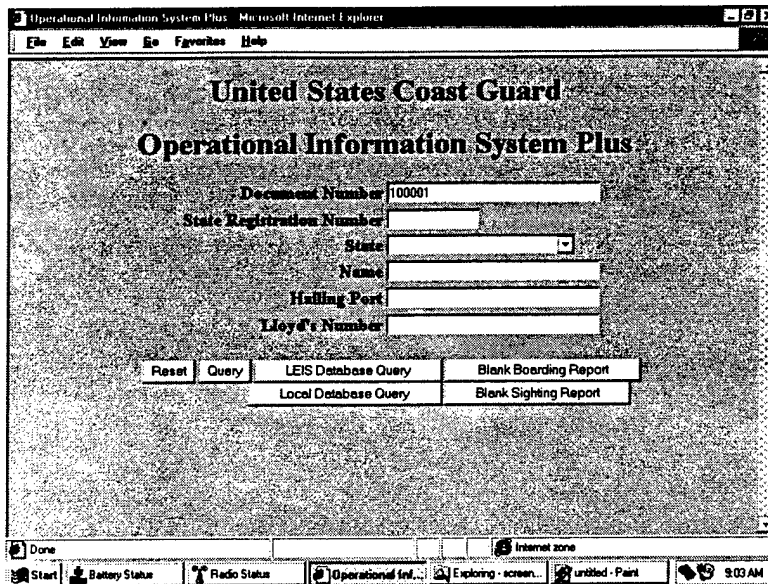 Operational Information System Plus - Microsoft Internet Explorer
File Edit View Go Favorites Help
United States Coast Guard
Operational Information System Plus
Document Number 100001
State Registration Number
State
Name
Hailing Port
Lloyd's Number
Reset Query LEIS Database Query Blank Boarding Report
Local Database Query Blank Sighting Report
Done Internet zone
Start Battery Status Radio Status Operational Inf... Exploring - screen... untitled - Paint 9:03 AM